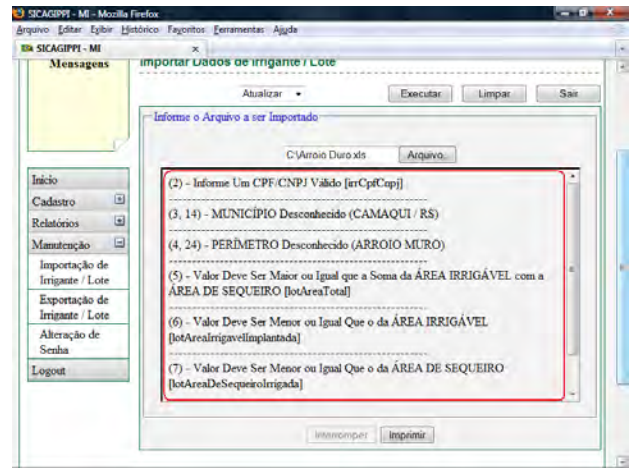 SICAGIPPI - MI - Mozilla Firefox
Arquivo Editar Exibir Histórico Favoritos Ferramentas Ajuda
SICAGIPPI - MI
Mensagens
Importar Dados de Irrigante / Lote
Atualizar
Executar
Limpar
Sair
Informe o Arquivo a ser Importado
C:\Arroio Duro.xls
Arquivo...
Início
Cadastro
Relatórios
Manutenção
Importação de
Irrigante / Lote
Exportação de
Irrigante / Lote
Alteração de
Senha
Logout
(2) - Informe Um CPF/CNPJ Válido [irrCpfCnpj]
(3, 14) - MUNICÍPIO Desconhecido (CAMAQUI / RS)
(4, 24) - PERÍMETRO Desconhecido (ARROIO MURO)
(5) - Valor Deve Ser Maior ou Igual que a Soma da ÁREA IRRIGÁVEL com a
ÁREA DE SEQUEIRO [lotAreaTotal]
(6) - Valor Deve Ser Menor ou Igual Que o da ÁREA IRRIGÁVEL
[lotAreaIrrigavelImplantada]
(7) - Valor Deve Ser Menor ou Igual Que o da ÁREA DE SEQUEIRO
[lotAreaDeSequeiroIrrigada]
Interromper
Imprimir